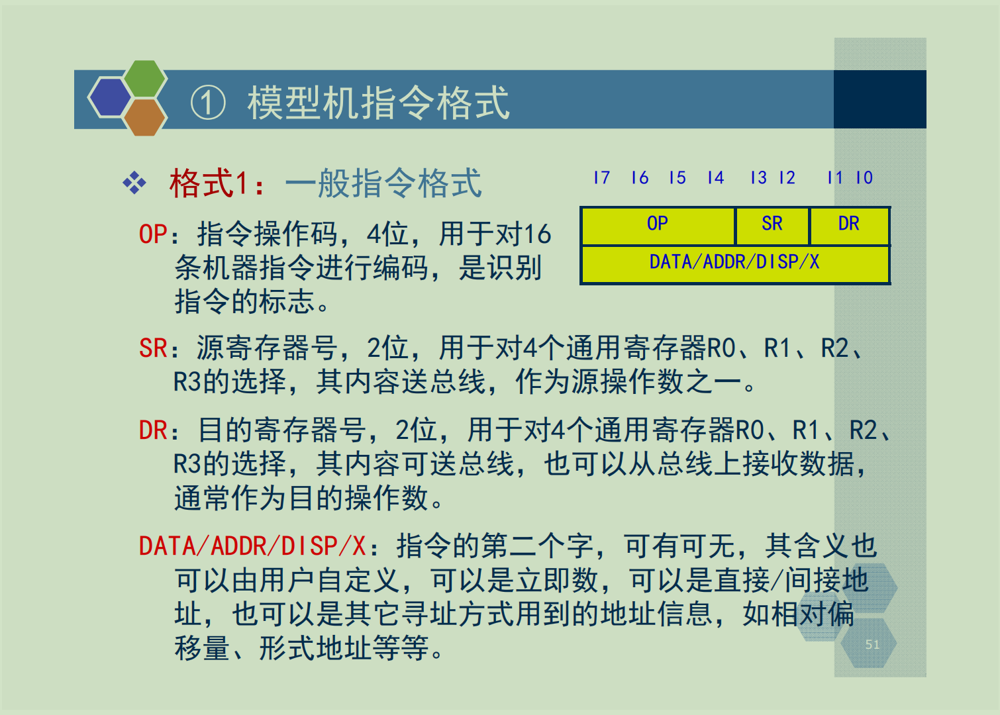 ① 模型机指令格式
❖ 格式1：一般指令格式
I7 I6 I5 I4 I3 I2 I1 I0
OP SR DR
DATA/ADDR/DISP/X
OP：指令操作码，4位，用于对16
条机器指令进行编码，是识别
指令的标志。
SR：源寄存器号，2位，用于对4个通用寄存器R0、R1、R2、
R3的选择，其内容送总线，作为源操作数之一。
DR：目的寄存器号，2位，用于对4个通用寄存器R0、R1、R2、
R3的选择，其内容可送总线，也可以从总线上接收数据，
通常作为目的操作数。
DATA/ADDR/DISP/X：指令的第二个字，可有可无，其含义也
可以由用户自定义，可以是立即数，可以是直接/间接地
址，也可以是其它寻址方式用到的地址信息，如相对偏
移量、形式地址等等。
51